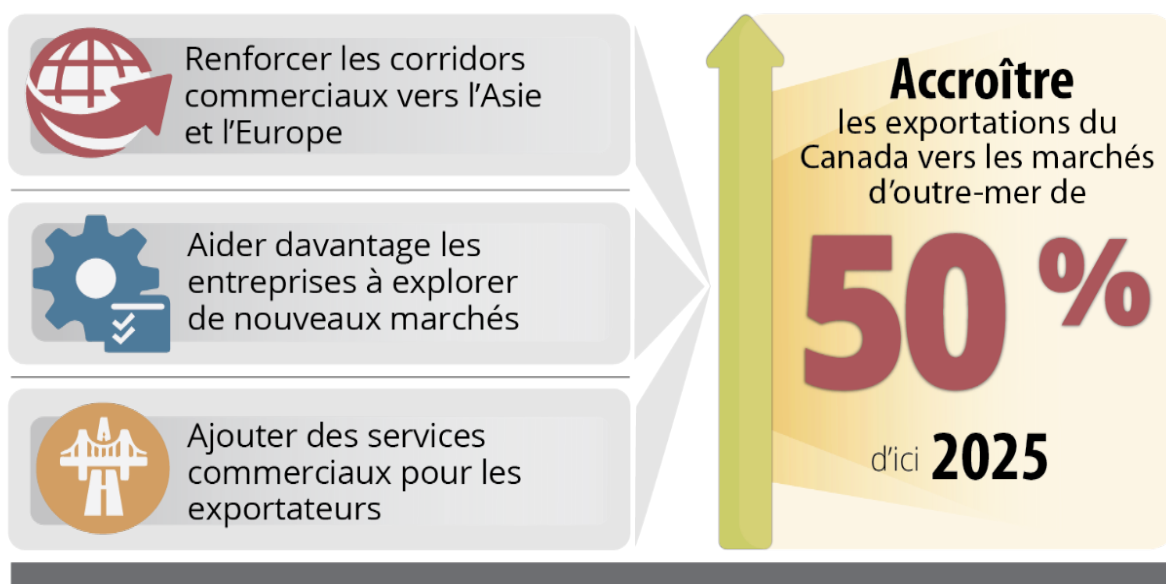 Renforcer les corridors
commerciaux vers l’Asie
et l’Europe
Aider davantage les
entreprises à explorer
de nouveaux marchés
Ajouter des services
commerciaux pour les
exportateurs
Accroître
les exportations du
Canada vers les marchés
d’outre-mer de
50 %
d’ici 2025